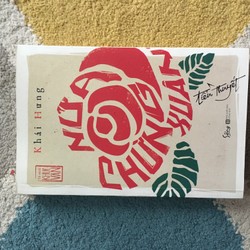 Khái Hưng
NỬA
CHỪNG
XUÂN
tiểu thuyết